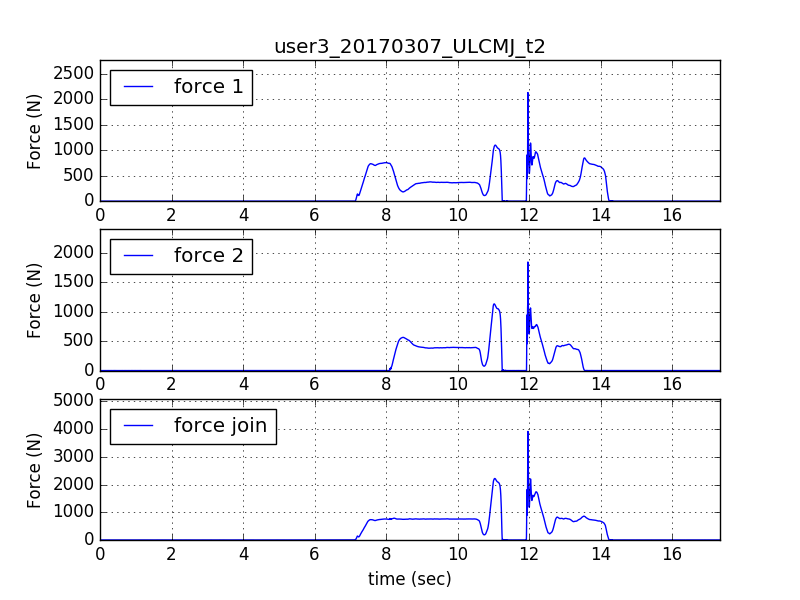 user3_20170307_ULCMJ_t2
2500
2000
1500
1000
500
0
Force (N)
force 1
0 2 4 6 8 10 12 14 16
2000
1500
1000
500
0
Force (N)
force 2
0 2 4 6 8 10 12 14 16
5000
4000
3000
2000
1000
0
Force (N)
force join
0 2 4 6 8 10 12 14 16
time (sec)